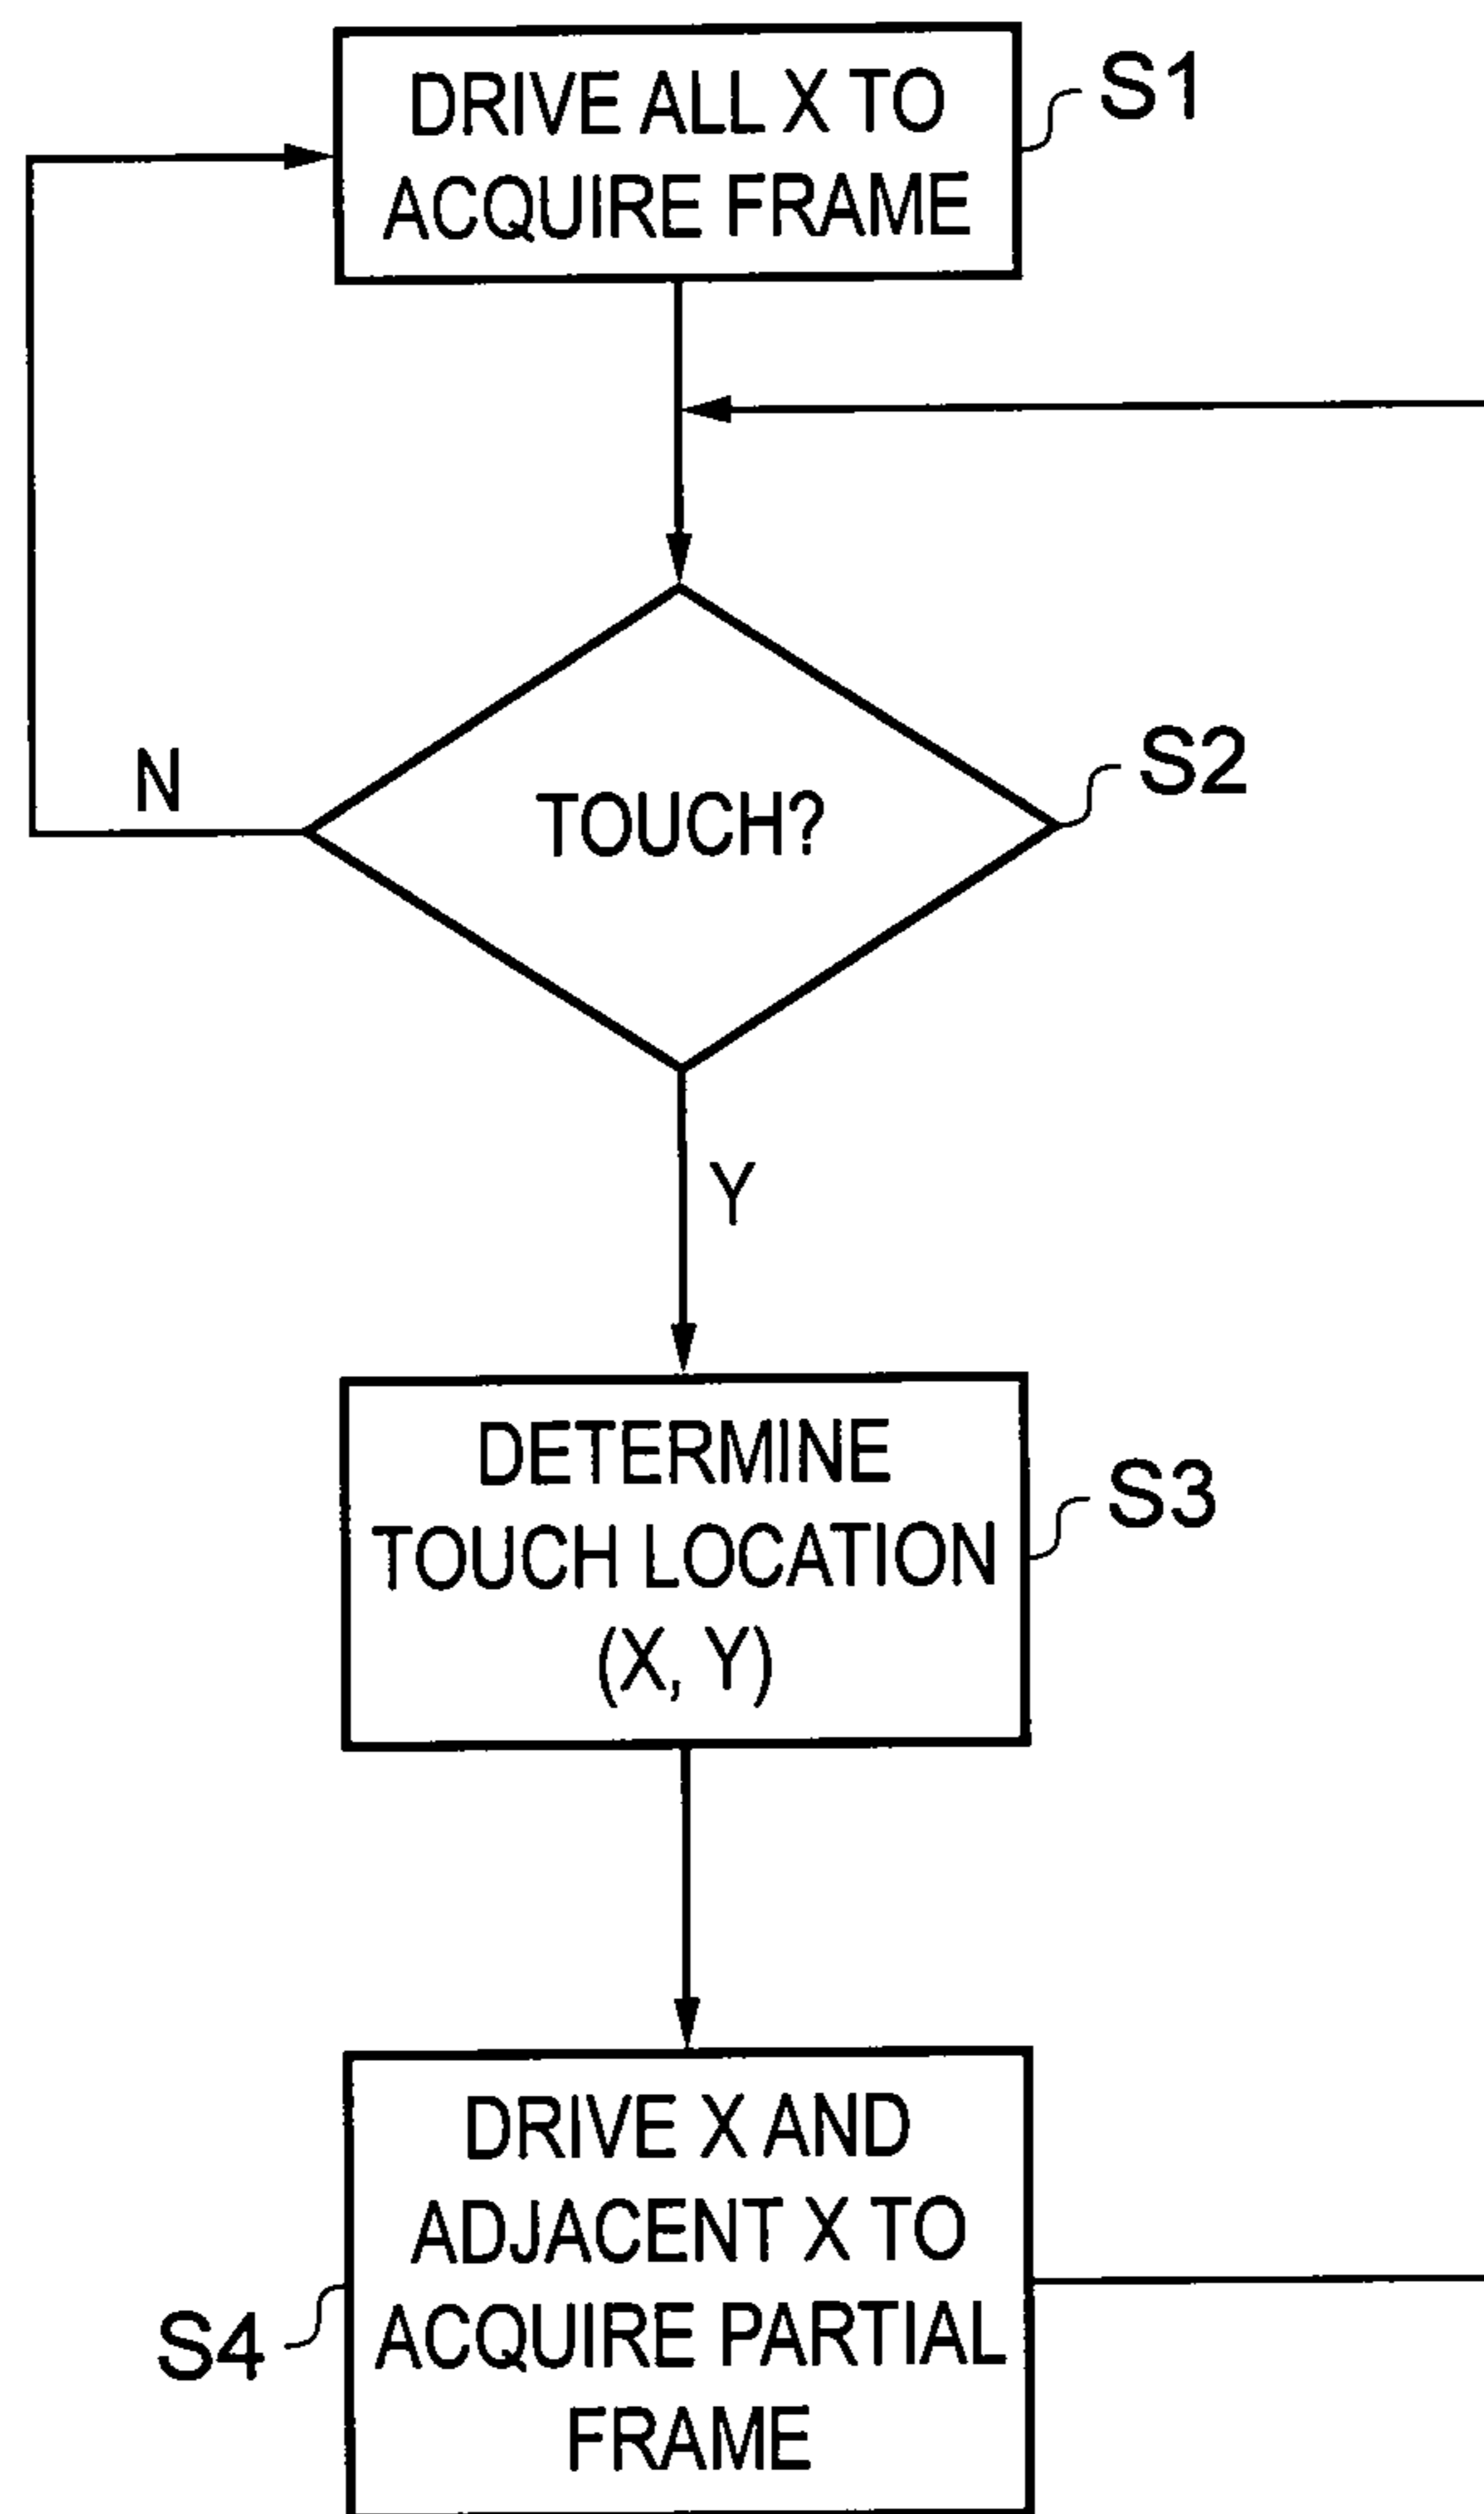 DRIVE ALL X TO
ACQUIRE FRAME
S1
TOUCH?
S2
N
Y
DETERMINE
TOUCH LOCATION
(X, Y)
S3
DRIVE X AND
ADJACENT X TO
ACQUIRE PARTIAL
FRAME
S4